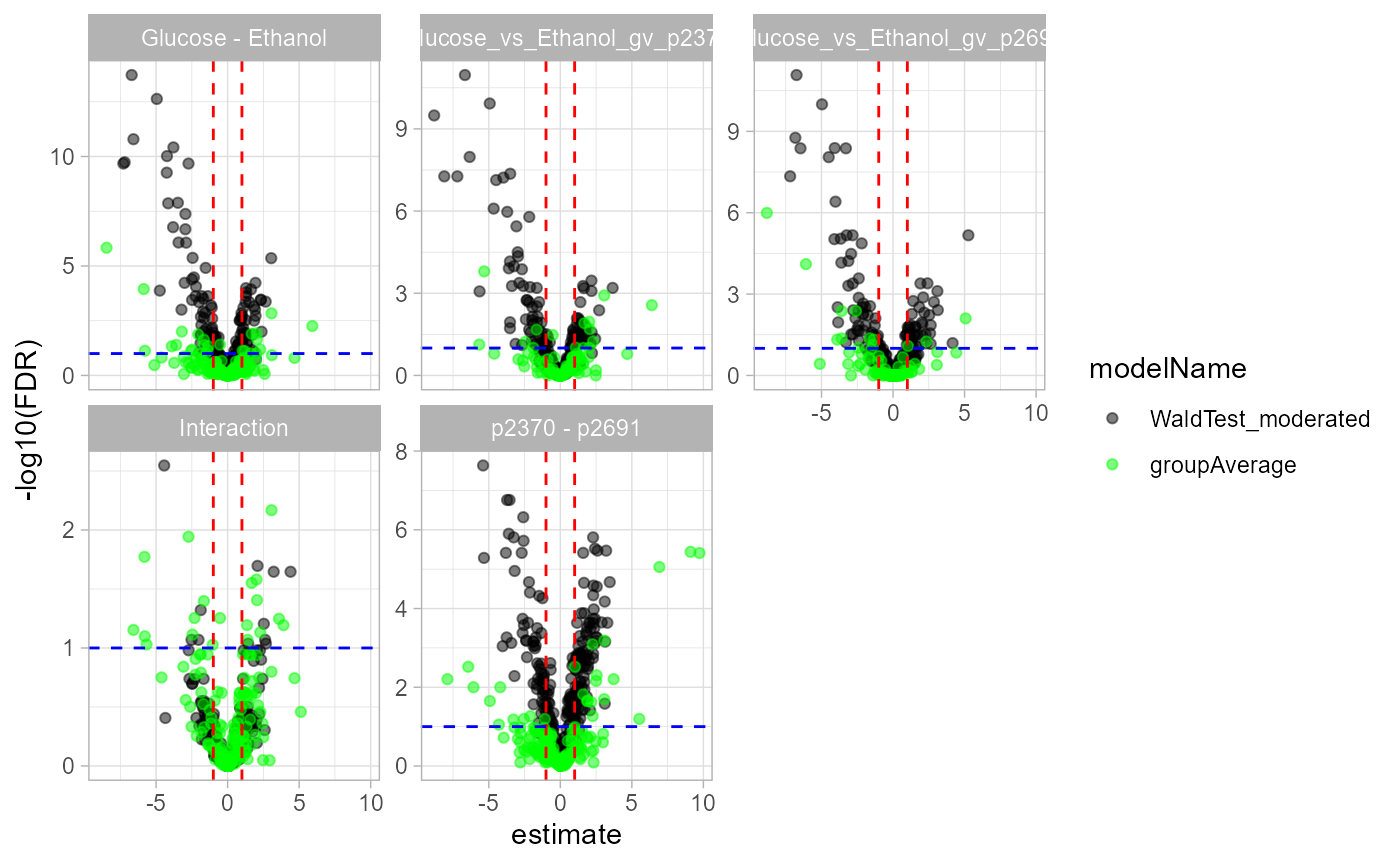 Glucose - Ethanol
lucose_vs_Ethanol_gv_p237
lucose_vs_Ethanol_gv_p269
10
5
0
9
6
3
0
9
6
3
0
-5 0 5 10
Interaction
p2370 - p2691
2
1
0
8
6
4
2
0
-5 0 5 10
-5 0 5 10
-log10(FDR)
estimate
modelName
WaldTest_moderated
groupAverage